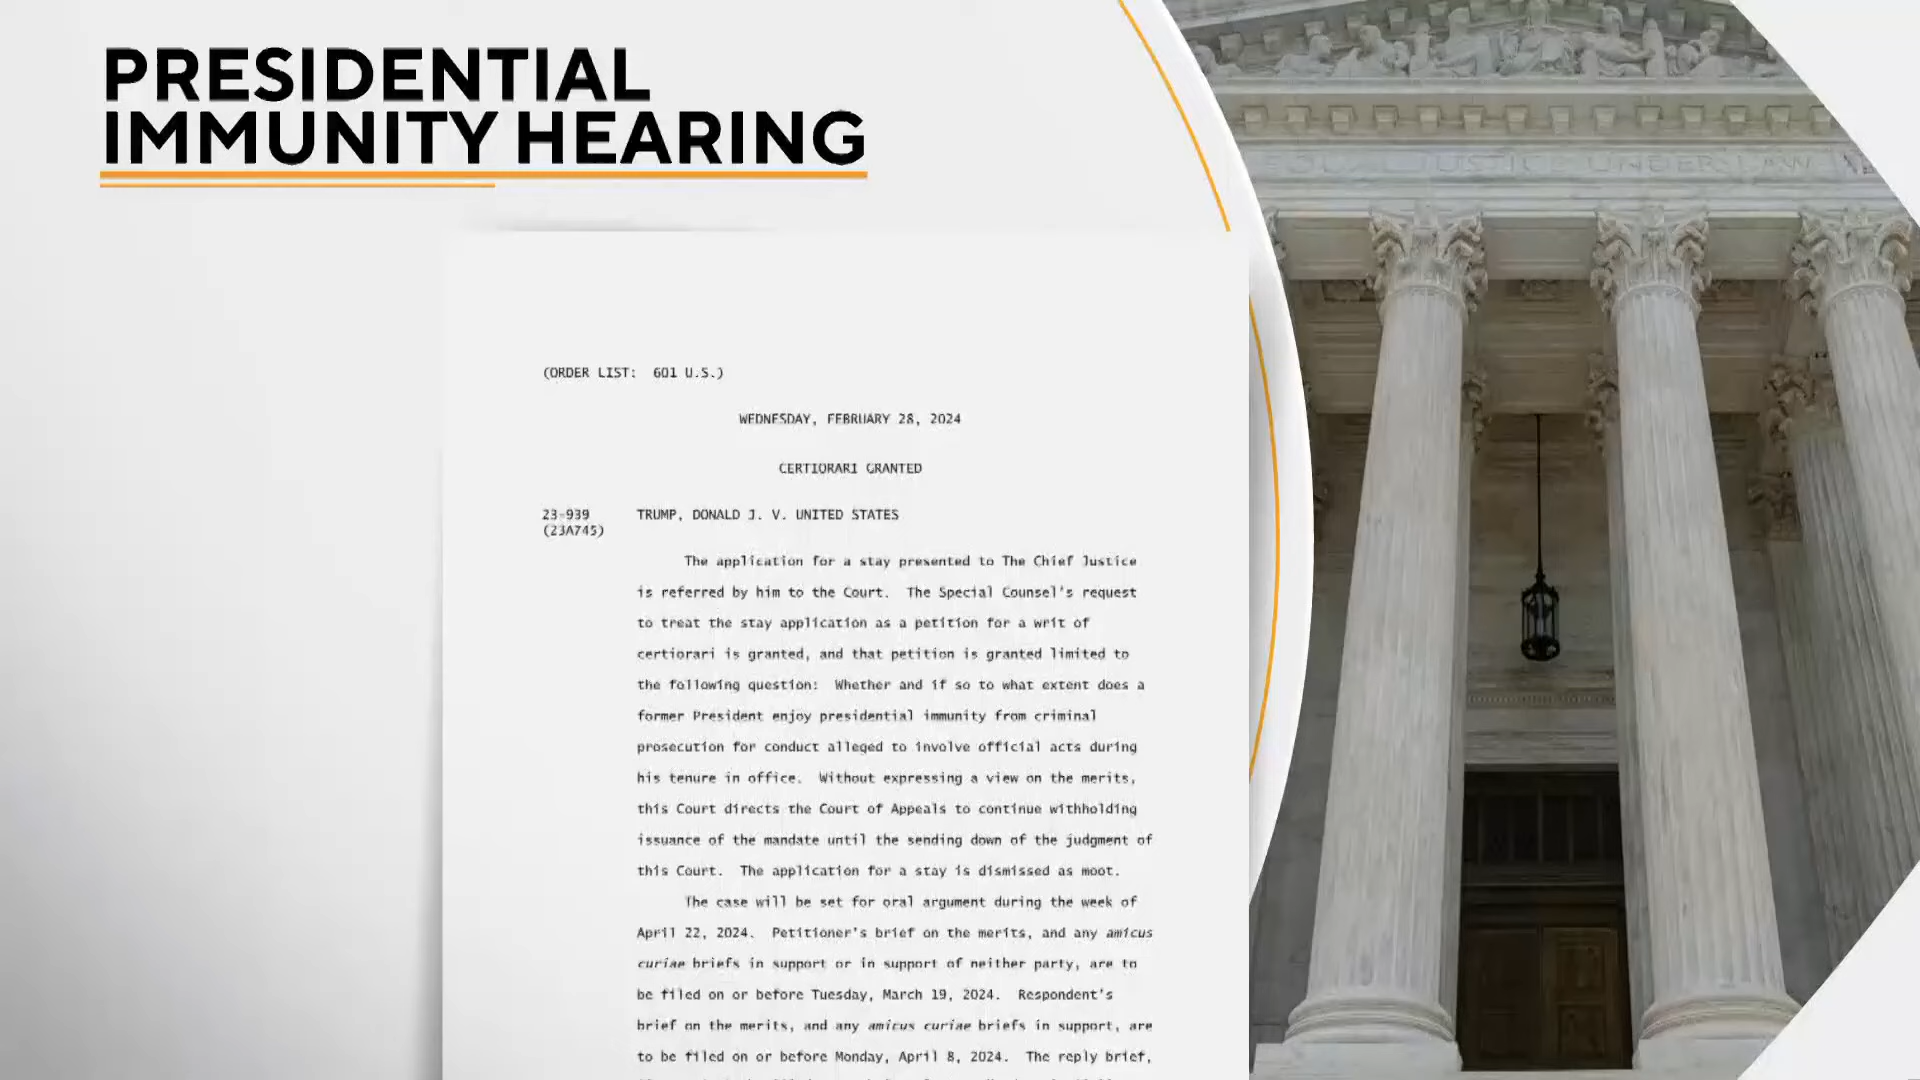 PRESIDENTIAL
IMMUNITY HEARING
(ORDER LIST: 601 U.S.)
WEDNESDAY, FEBRUARY 28, 2024
CERTIORARI GRANTED
23-939 TRUMP, DONALD J. V. UNITED STATES
(23A745)
The application for a stay presented to The Chief Justice
is referred by him to the Court. The Special Counsel's request
to treat the stay application as a petition for a writ of
certiorari is granted, and that petition is granted limited to
the following question: Whether and if so to what extent does a
former President enjoy presidential immunity from criminal
prosecution for conduct alleged to involve official acts during
his tenure in office. Without expressing a view on the merits,
this Court directs the Court of Appeals to continue withholding
issuance of the mandate until the sending down of the judgment of
this Court. The application for a stay is dismissed as moot.
The case will be set for oral argument during the week of
April 22, 2024. Petitioner's brief on the merits, and any amicus
curiae briefs in support or in support of neither party, are to
be filed on or before Tuesday, March 19, 2024. Respondent's
brief on the merits, and any amicus curiae briefs in support, are
to be filed on or before Monday, April 8, 2024. The reply brief,
JUSTICE UNDER LAW